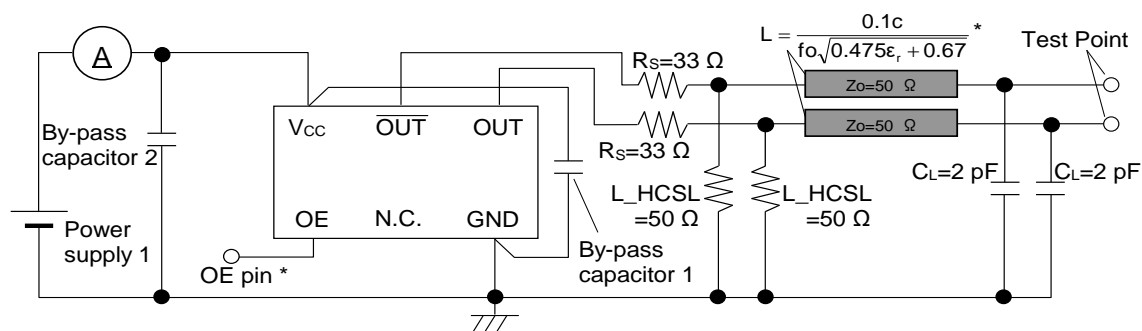 A
By-pass
capacitor 2
Power
supply 1
VCC
OUT
OUT
OE
N.C.
GND
OE pin *
By-pass
capacitor 1
RS=33 Ω
RS=33 Ω
L = 0.1c / fo√(0.475εr + 0.67) *
Zo=50 Ω
Zo=50 Ω
Test Point
L_HCSL
=50 Ω
L_HCSL
=50 Ω
CL=2 pF
CL=2 pF